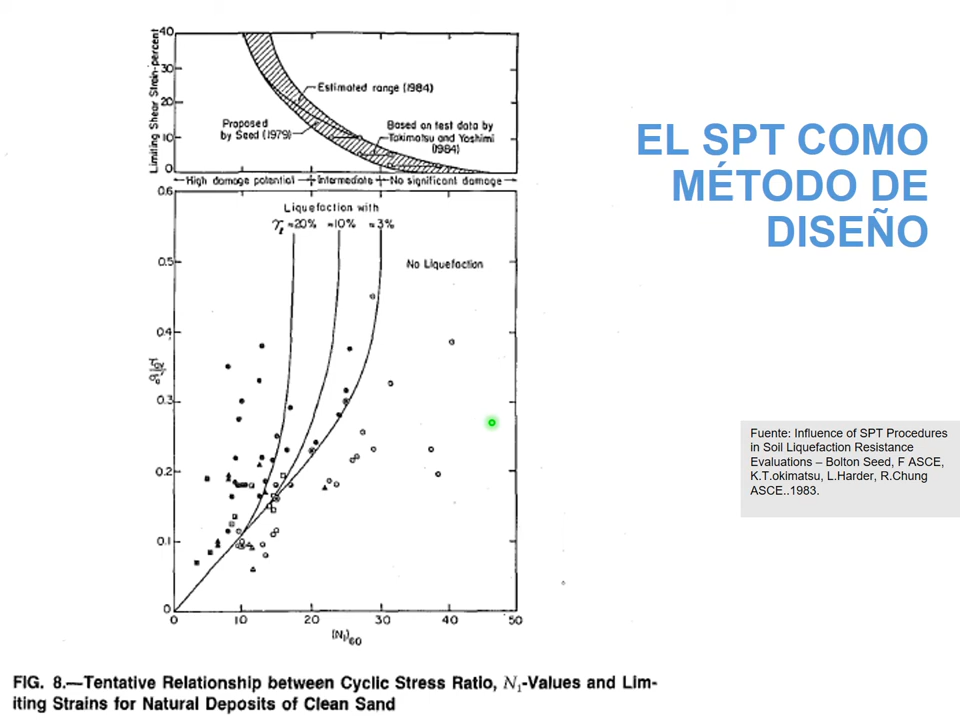 40
30
20
10
0
Limiting Shear Strain-percent
Estimated range (1984)
Proposed
by Seed (1979)
Based on test data by
Tokimatsu and Yoshimi
(1984)
High damage potential
Intermediate
No significant damage
EL SPT COMO
MÉTODO DE
DISEÑO
0.6
0.5
0.4
0.3
0.2
0.1
0
Liquefaction with
≈20% ≈10% ≈3%
No Liquefaction
0 10 20 30 40 50
(N₁)₆₀
Fuente: Influence of SPT Procedures
in Soil Liquefaction Resistance
Evaluations – Bolton Seed, F ASCE,
K.T.okimatsu, L.Harder, R.Chung
ASCE..1983.
FIG. 8.—Tentative Relationship between Cyclic Stress Ratio, N₁-Values and Lim-
iting Strains for Natural Deposits of Clean Sand